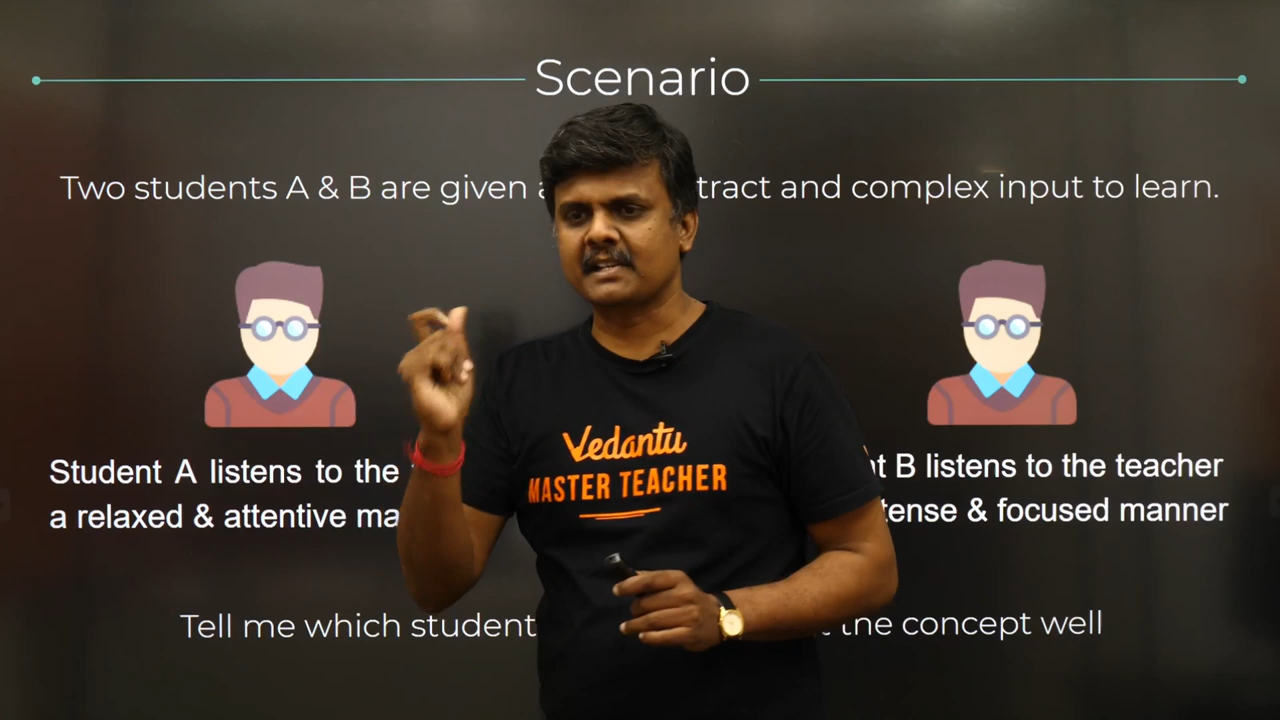 Scenario
Two students A & B are given a tract and complex input to learn.
Student A listens to the
a relaxed & attentive ma
t B listens to the teacher
tense & focused manner
Vedantu
MASTER TEACHER
Tell me which student t the concept well